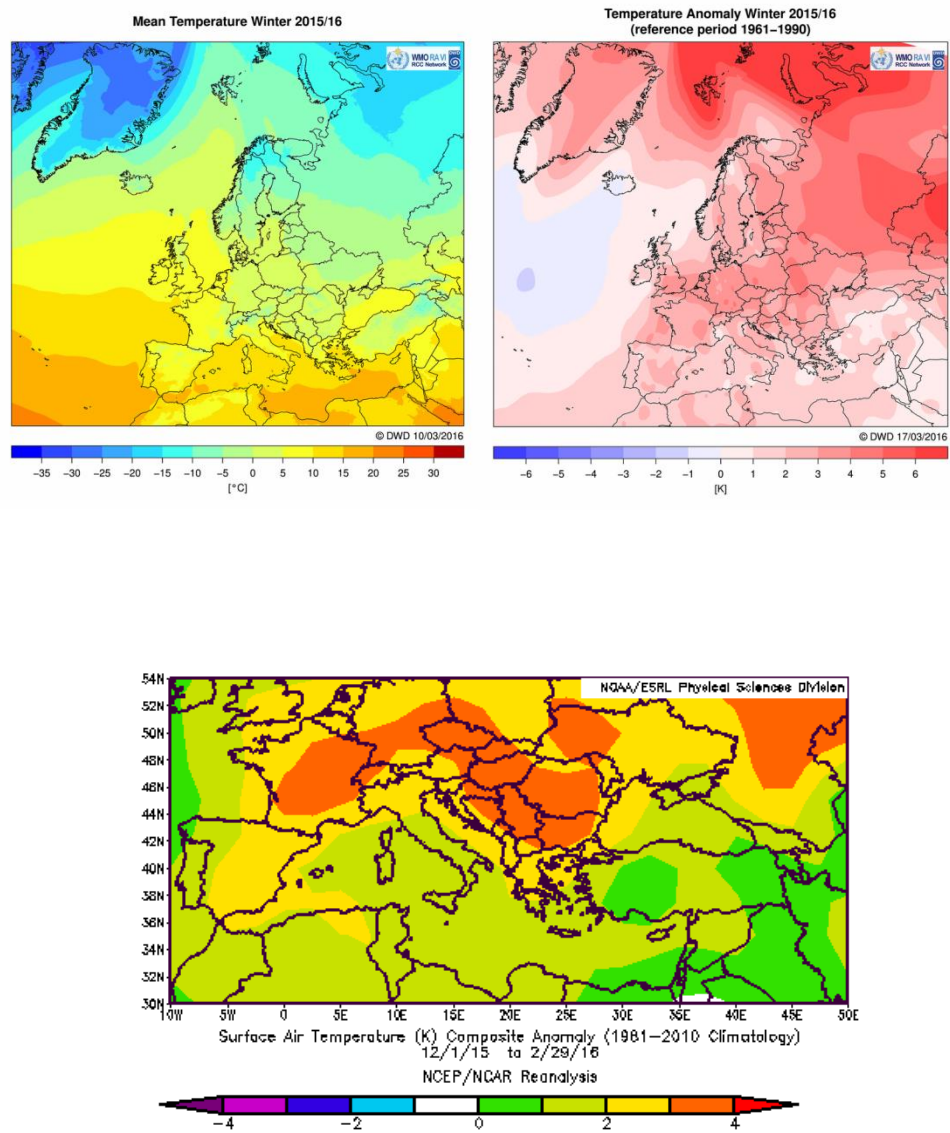 Mean Temperature Winter 2015/16
WMO RA VI
RCC Network
© DWD 10/03/2016
−35 −30 −25 −20 −15 −10 −5 0 5 10 15 20 25 30
[°C]
Temperature Anomaly Winter 2015/16
(reference period 1961−1990)
WMO RA VI
RCC Network
© DWD 17/03/2016
−6 −5 −4 −3 −2 −1 0 1 2 3 4 5 6
[K]
NOAA/ESRL Physical Sciences Division
54N
52N
50N
48N
46N
44N
42N
40N
38N
36N
34N
32N
30N
10W 5W 0 5E 10E 15E 20E 25E 30E 35E 40E 45E 50E
Surface Air Temperature (K) Composite Anomaly (1981−2010 Climatology)
12/1/15 to 2/29/16
NCEP/NCAR Reanalysis
−4 −2 0 2 4